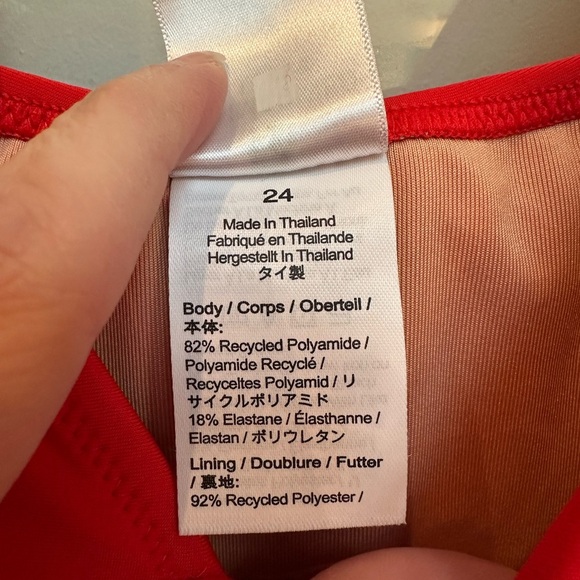 24
Made In Thailand
Fabriqué en Thaïlande
Hergestellt In Thailand
タイ製
Body / Corps / Oberteil /
本体:
82% Recycled Polyamide /
Polyamide Recyclé /
Recyceltes Polyamid / リ
サイクルポリアミド
18% Elastane / Élasthanne /
Elastan / ポリウレタン
Lining / Doublure / Futter
/ 裏地:
92% Recycled Polyester /